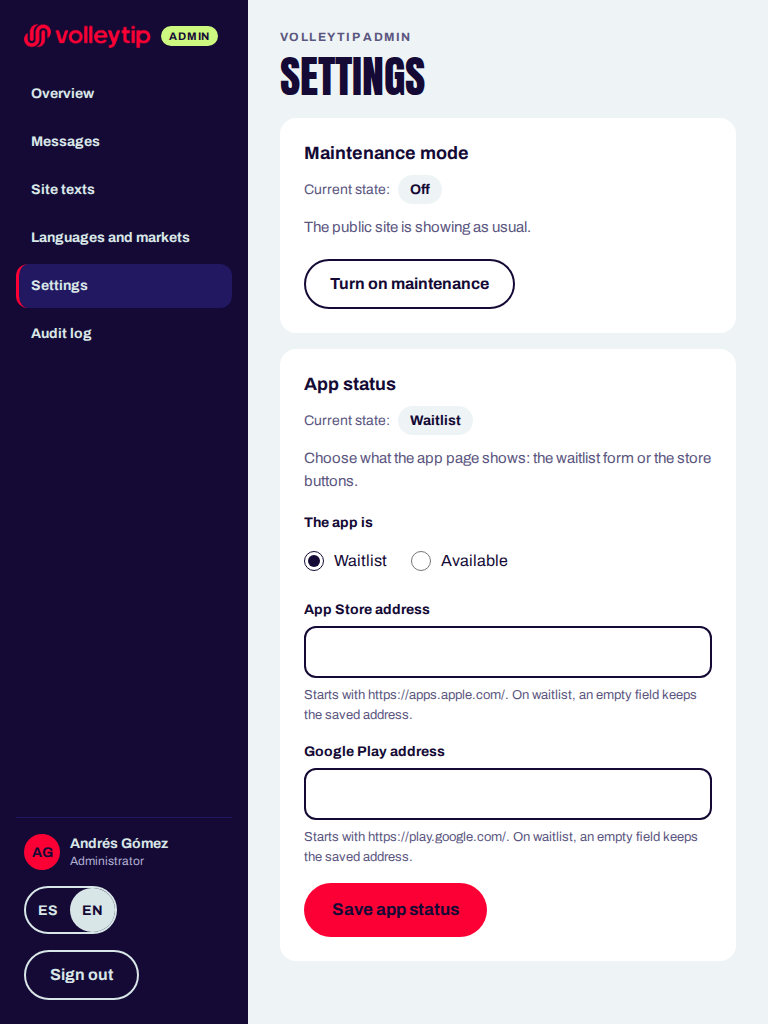 volleytip ADMIN
Overview
Messages
Site texts
Languages and markets
Settings
Audit log
AG
Andrés Gómez
Administrator
ES EN
Sign out
VOLLEYTIP ADMIN
SETTINGS
Maintenance mode
Current state: Off
The public site is showing as usual.
Turn on maintenance
App status
Current state: Waitlist
Choose what the app page shows: the waitlist form or the store
buttons.
The app is
Waitlist Available
App Store address
Starts with https://apps.apple.com/. On waitlist, an empty field keeps
the saved address.
Google Play address
Starts with https://play.google.com/. On waitlist, an empty field keeps
the saved address.
Save app status